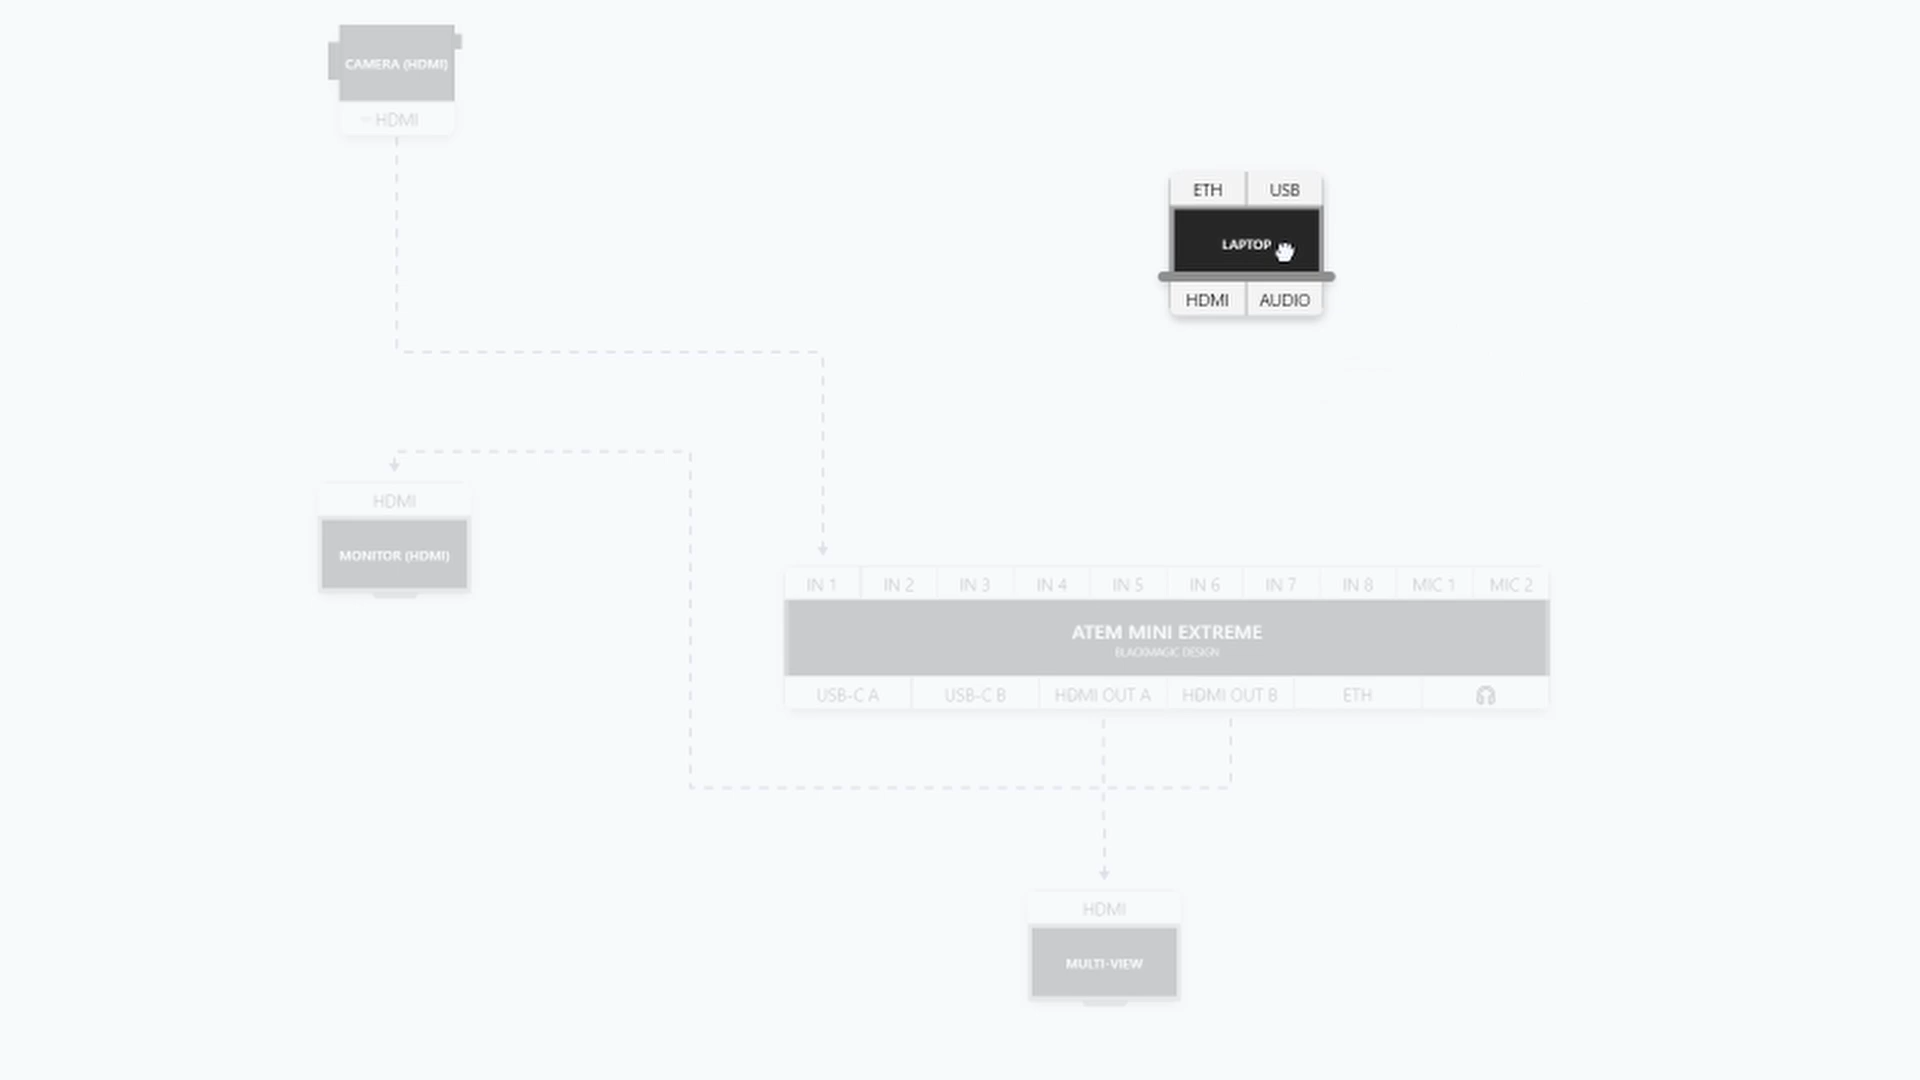 CAMERA (HDMI)
HDMI
ETH USB
LAPTOP
HDMI AUDIO
HDMI
MONITOR (HDMI)
IN 1 IN 2 IN 3 IN 4 IN 5 IN 6 IN 7 IN 8 MIC 1 MIC 2
ATEM MINI EXTREME
BLACKMAGIC DESIGN
USB-C A USB-C B HDMI OUT A HDMI OUT B ETH
HDMI
MULTI-VIEW